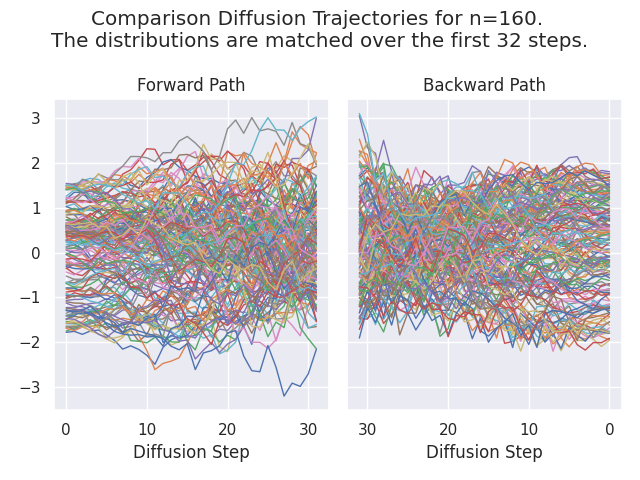 Comparison Diffusion Trajectories for n=160.
The distributions are matched over the first 32 steps.
Forward Path
Backward Path
3
2
1
0
−1
−2
−3
0 10 20 30
30 20 10 0
Diffusion Step
Diffusion Step